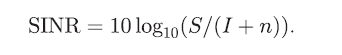 SINR = 10 log₁₀(S/(I + n)).